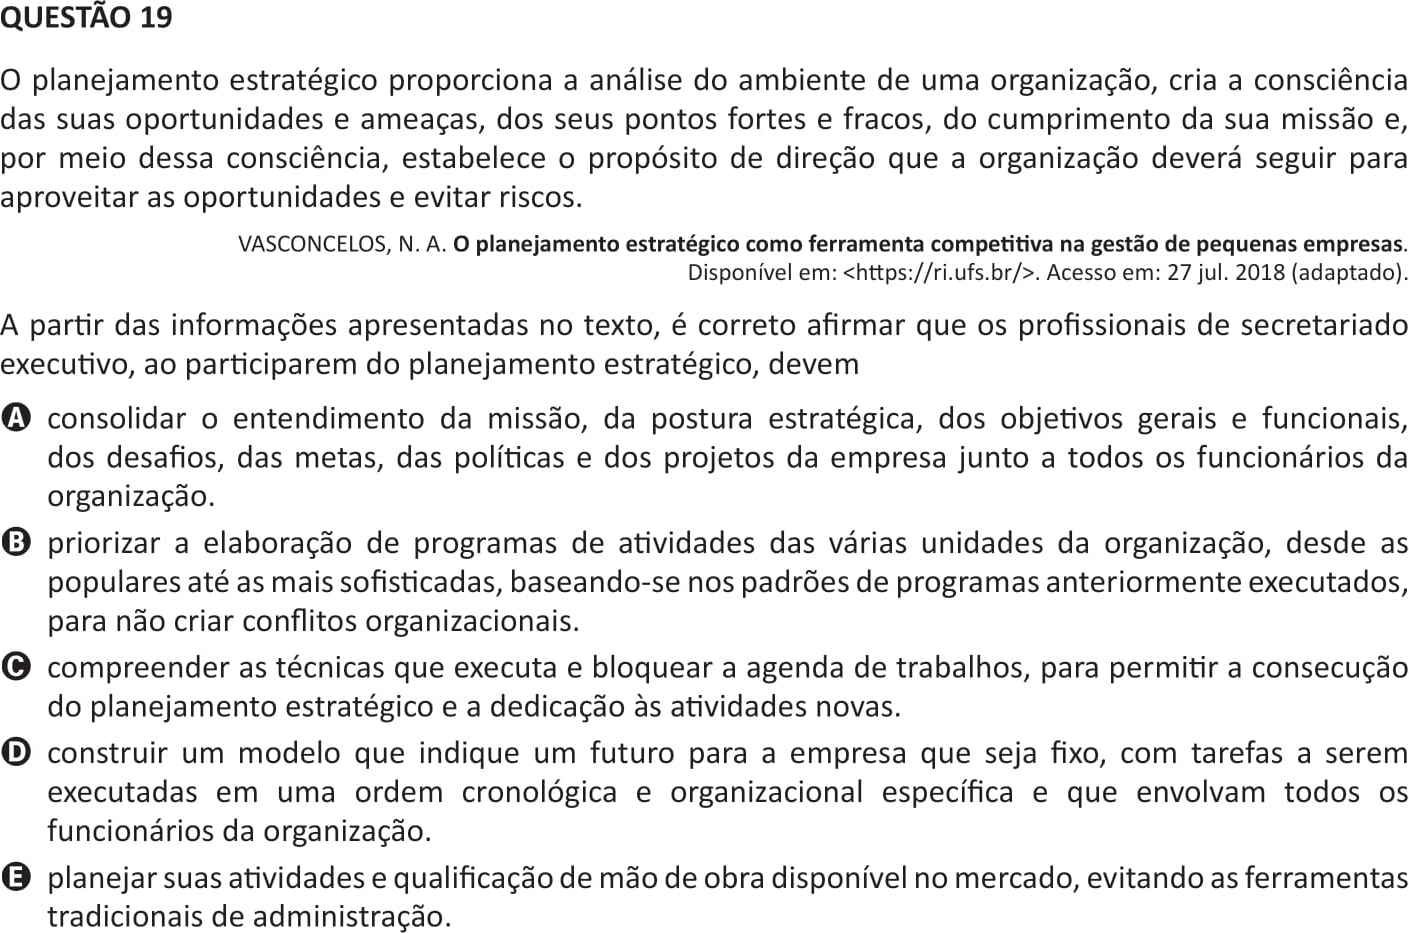 QUESTÃO 19
O planejamento estratégico proporciona a análise do ambiente de uma organização, cria a consciência
das suas oportunidades e ameaças, dos seus pontos fortes e fracos, do cumprimento da sua missão e,
por meio dessa consciência, estabelece o propósito de direção que a organização deverá seguir para
aproveitar as oportunidades e evitar riscos.
VASCONCELOS, N. A. O planejamento estratégico como ferramenta competitiva na gestão de pequenas empresas.
Disponível em: <https://ri.ufs.br/>. Acesso em: 27 jul. 2018 (adaptado).
A partir das informações apresentadas no texto, é correto afirmar que os profissionais de secretariado
executivo, ao participarem do planejamento estratégico, devem
A consolidar o entendimento da missão, da postura estratégica, dos objetivos gerais e funcionais,
dos desafios, das metas, das políticas e dos projetos da empresa junto a todos os funcionários da
organização.
B priorizar a elaboração de programas de atividades das várias unidades da organização, desde as
populares até as mais sofisticadas, baseando-se nos padrões de programas anteriormente executados,
para não criar conflitos organizacionais.
C compreender as técnicas que executa e bloquear a agenda de trabalhos, para permitir a consecução
do planejamento estratégico e a dedicação às atividades novas.
D construir um modelo que indique um futuro para a empresa que seja fixo, com tarefas a serem
executadas em uma ordem cronológica e organizacional específica e que envolvam todos os
funcionários da organização.
E planejar suas atividades e qualificação de mão de obra disponível no mercado, evitando as ferramentas
tradicionais de administração.